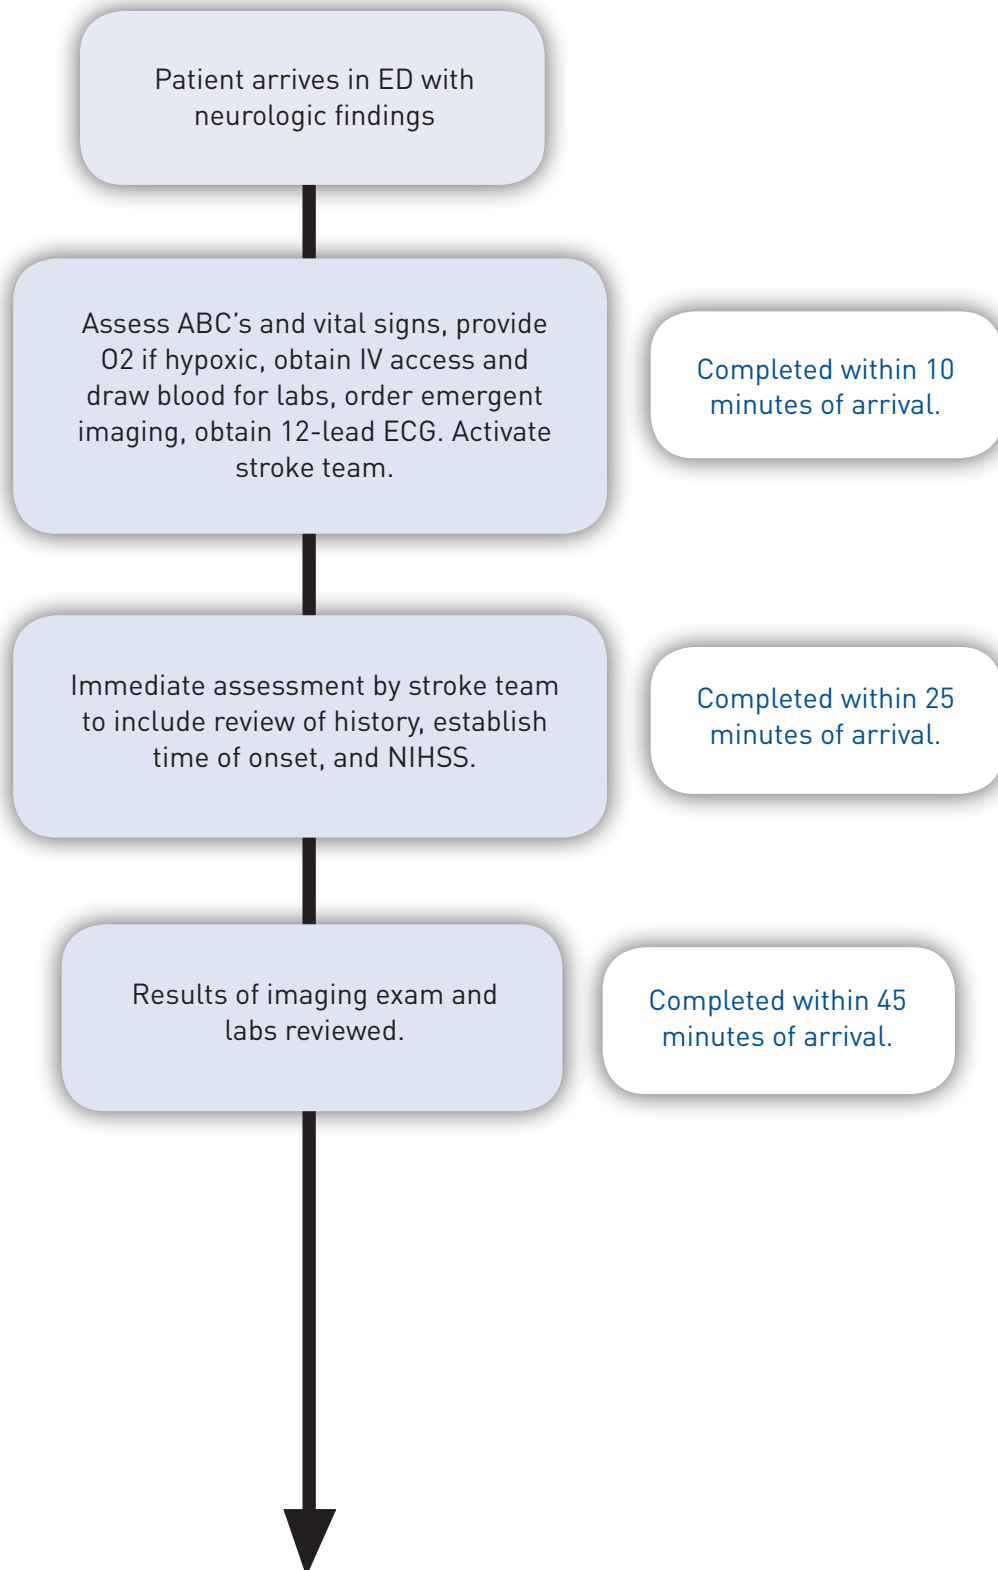 Patient arrives in ED with
neurologic findings
Assess ABC's and vital signs, provide
O2 if hypoxic, obtain IV access and
draw blood for labs, order emergent
imaging, obtain 12-lead ECG. Activate
stroke team.
Completed within 10
minutes of arrival.
Immediate assessment by stroke team
to include review of history, establish
time of onset, and NIHSS.
Completed within 25
minutes of arrival.
Results of imaging exam and
labs reviewed.
Completed within 45
minutes of arrival.